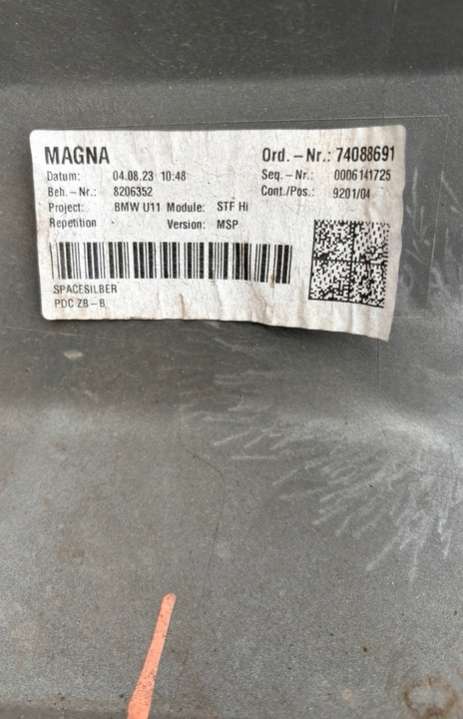 MAGNA Ord. – Nr.: 74088691
Datum: 04.08.23 10:48 Seq. – Nr.: 0006141725
Beh. – Nr.: 8206352 Cont./Pos.: 9201/04
Project: BMW U11 Module: STF Hi
Repetition Version: MSP
SPACESILBER
PDC ZB – B